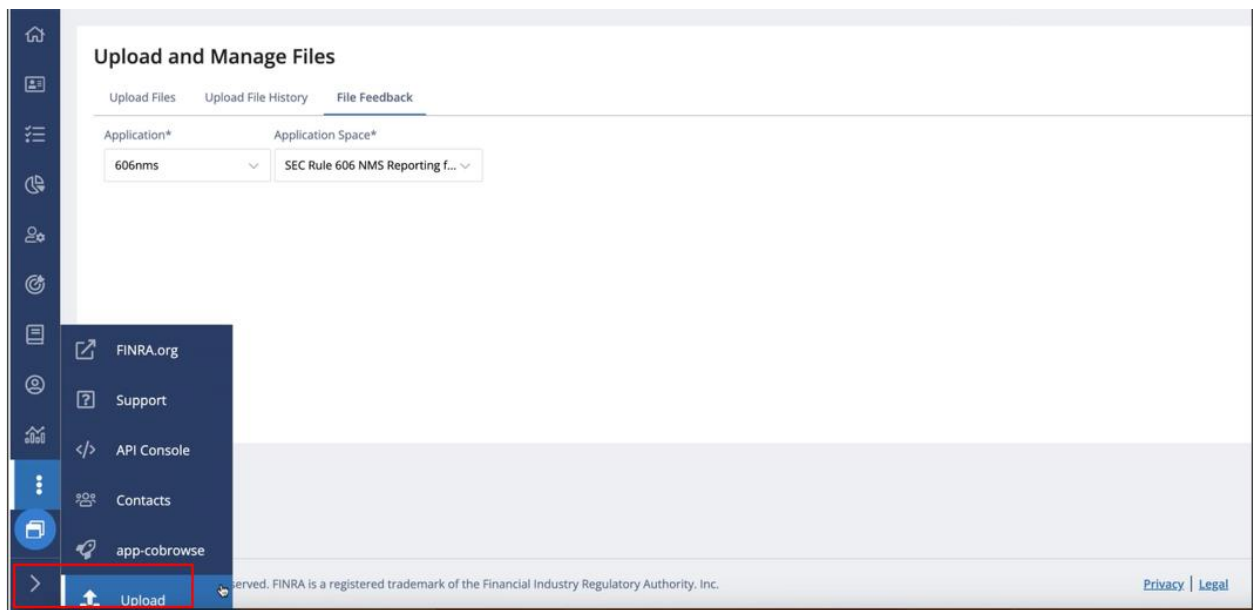 Upload and Manage Files
Upload Files Upload File History File Feedback
Application* Application Space*
606nms SEC Rule 606 NMS Reporting f...
FINRA.org
Support
API Console
Contacts
app-cobrowse
Upload
served. FINRA is a registered trademark of the Financial Industry Regulatory Authority. Inc. Privacy | Legal